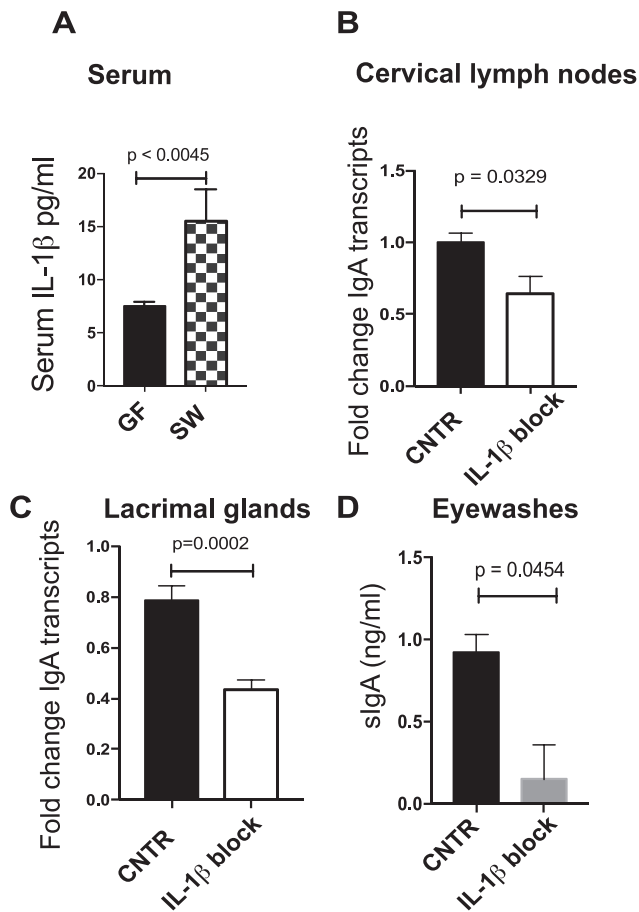 A
Serum
Serum IL-1β pg/ml
p < 0.0045
20
15
10
5
0
GF
SW
B
Cervical lymph nodes
Fold change IgA transcripts
p = 0.0329
1.5
1.0
0.5
0.0
CNTR
IL-1β block
C
Lacrimal glands
Fold change IgA transcripts
p=0.0002
1.0
0.8
0.6
0.4
0.2
0.0
CNTR
IL-1β block
D
Eyewashes
sIgA (ng/ml)
p = 0.0454
1.5
1.0
0.5
0.0
CNTR
IL-1β block